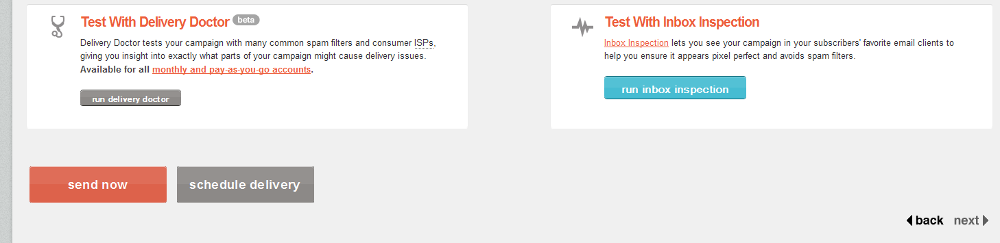 Test With Delivery Doctor beta
Delivery Doctor tests your campaign with many common spam filters and consumer ISPs,
giving you insight into exactly what parts of your campaign might cause delivery issues.
Available for all monthly and pay-as-you-go accounts.
run delivery doctor
Test With Inbox Inspection
Inbox Inspection lets you see your campaign in your subscribers' favorite email clients to
help you ensure it appears pixel perfect and avoids spam filters.
run inbox inspection
send now
schedule delivery
back next